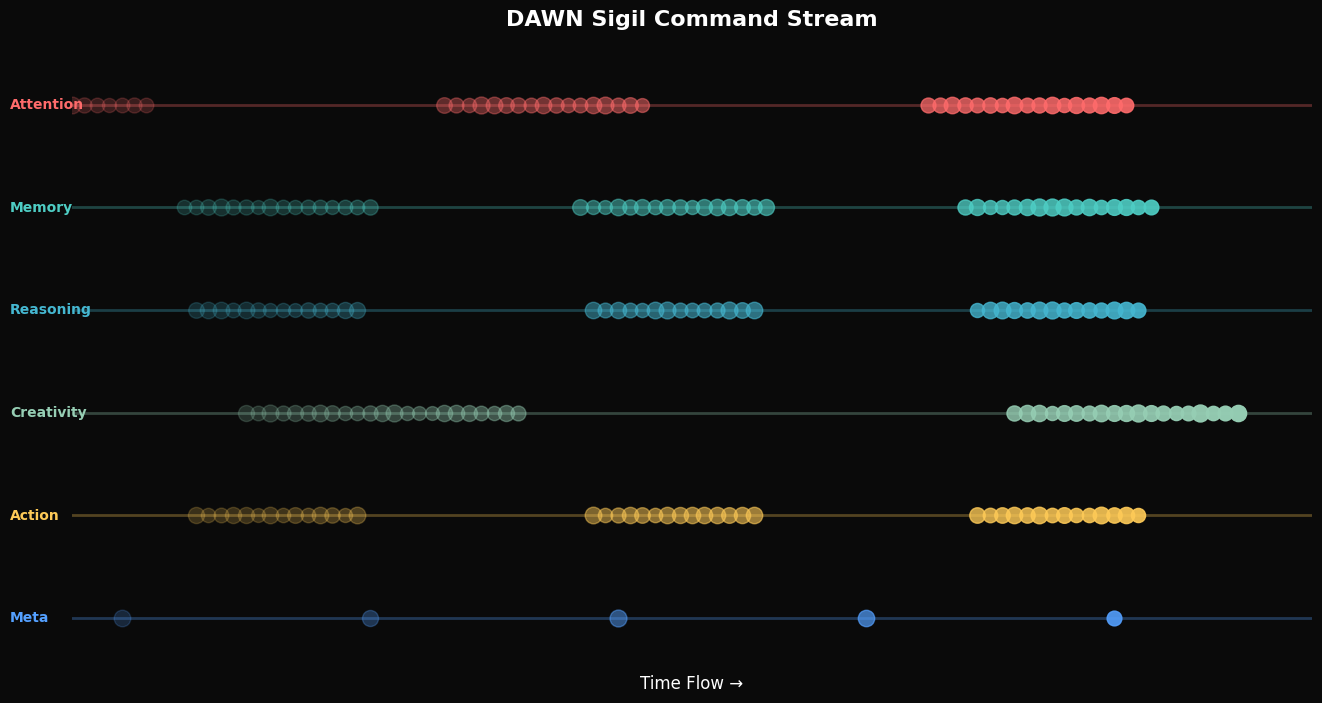 DAWN Sigil Command Stream
Attention
Memory
Reasoning
Creativity
Action
Meta
Time Flow →